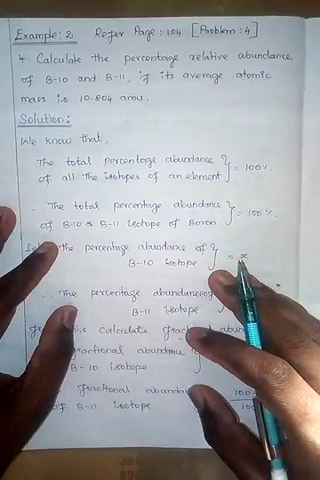 Example: 2 Refer Page: 104 [Problem: 4]
4. Calculate the percentage relative abundance
of B-10 and B-11, if its average atomic
mass is 10.804 amu.
Solution:
We know that,
The total percentage abundance
of all the isotopes of an element } = 100%.
∴ The total percentage abundance
of B-10 & B-11 isotope of Boron } = 100%.
the percentage abundance of
B-10 isotope } = x
∴ The percentage abundance of
B-11 isotope
calculate
fractional abundance
B-10 isotope }
fractional
of B-11 isotope